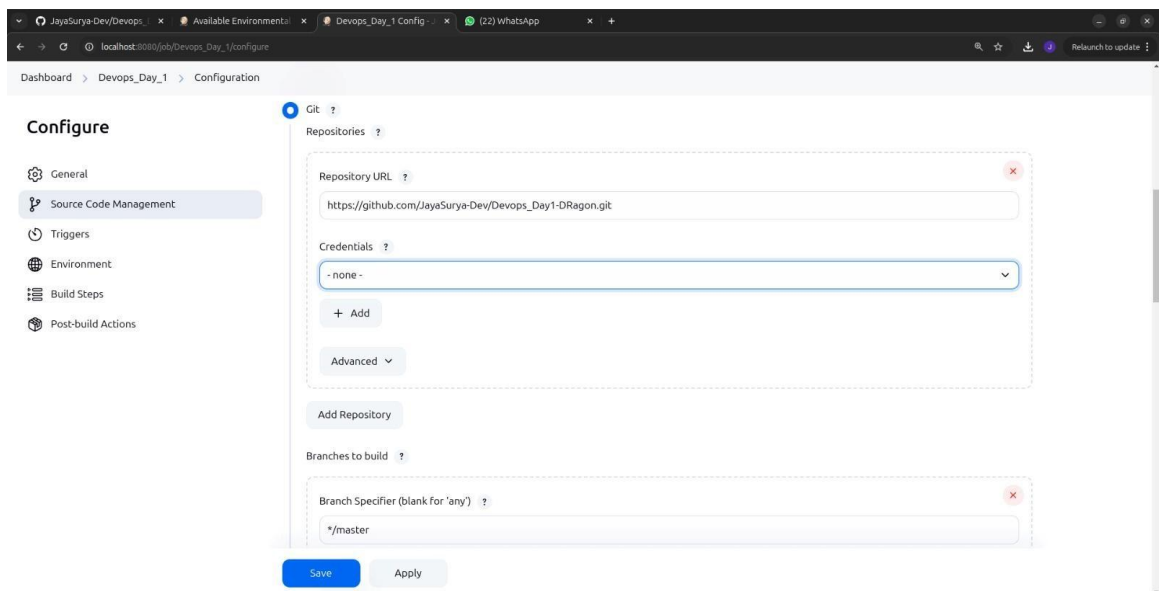 JayaSurya-Dev/Devops_
Available Environmental
Devops_Day_1 Config - J
(22) WhatsApp
localhost:8080/job/Devops_Day_1/configure
Relaunch to update
Dashboard > Devops_Day_1 > Configuration
Configure
General
Source Code Management
Triggers
Environment
Build Steps
Post-build Actions
Git ?
Repositories ?
Repository URL ?
https://github.com/JayaSurya-Dev/Devops_Day1-DRagon.git
Credentials ?
- none -
+ Add
Advanced
Add Repository
Branches to build ?
Branch Specifier (blank for 'any') ?
*/master
Save
Apply